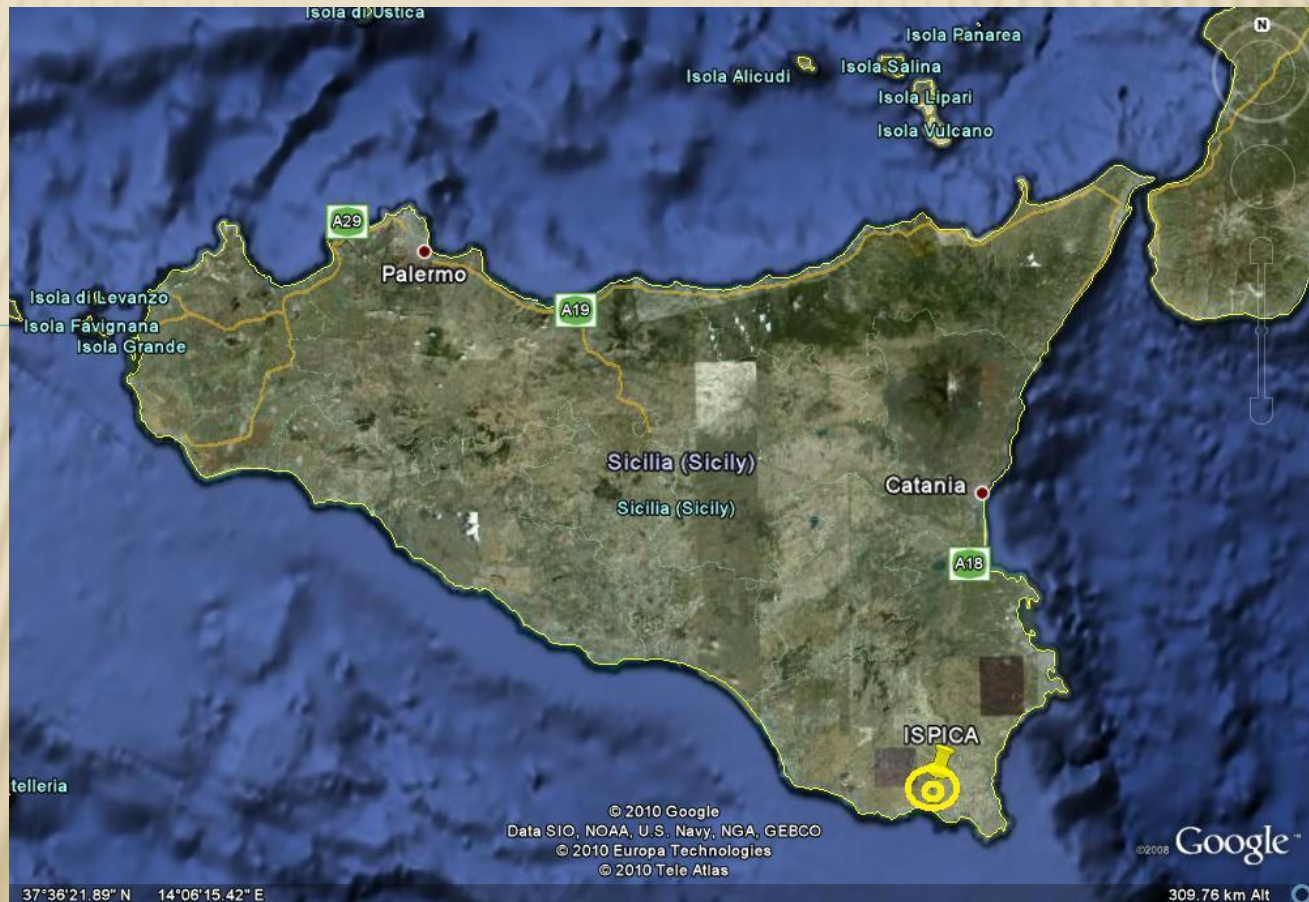 Isola di Ustica
Isola Panarea
Isola Alicudi
Isola Salina
Isola Lipari
Isola Vulcano
N
A29
Palermo
Isola di Levanzo
Isola Favignana
Isola Grande
A19
Sicilia (Sicily)
Sicilia (Sicily)
Catania
A18
ISPICA
telleria
© 2010 Google
Data SIO, NOAA, U.S. Navy, NGA, GEBCO
© 2010 Europa Technologies
© 2010 Tele Atlas
©2008 Google™
37°36'21.89" N 14°06'15.42" E
309.76 km Alt